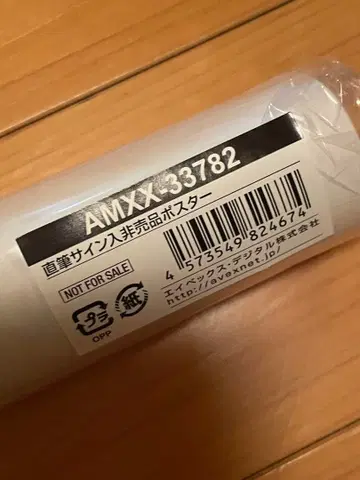 AMXX-33782
直筆サイン入非売品ポスター
NOT FOR SALE
4 573549 824674
プラ
紙
OPP
エイベックス・デジタル株式会社
http://avexnet.jp/